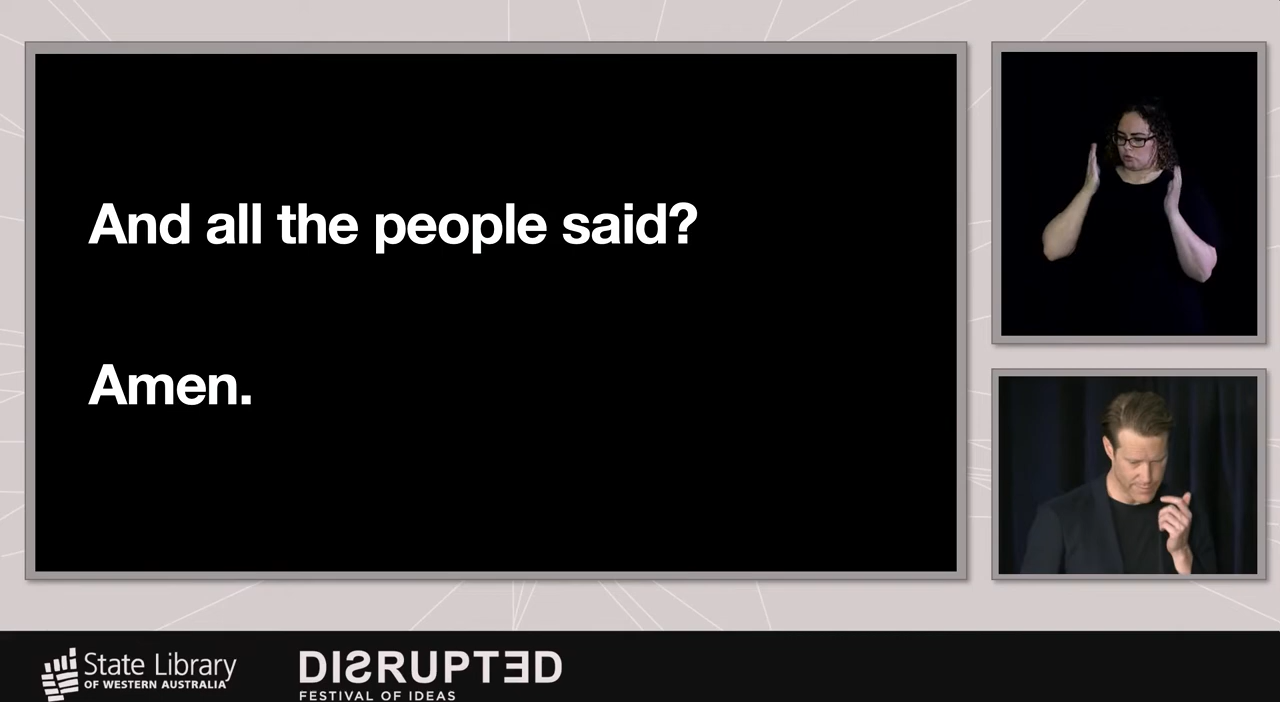 And all the people said?
Amen.
State Library
OF WESTERN AUSTRALIA
DISRUPTED
FESTIVAL OF IDEAS